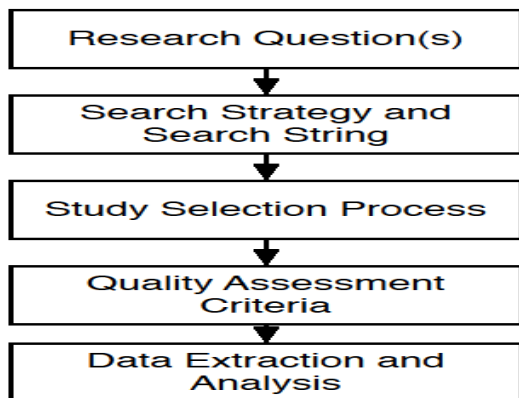 Research Question(s)
Search Strategy and
Search String
Study Selection Process
Quality Assessment
Criteria
Data Extraction and
Analysis